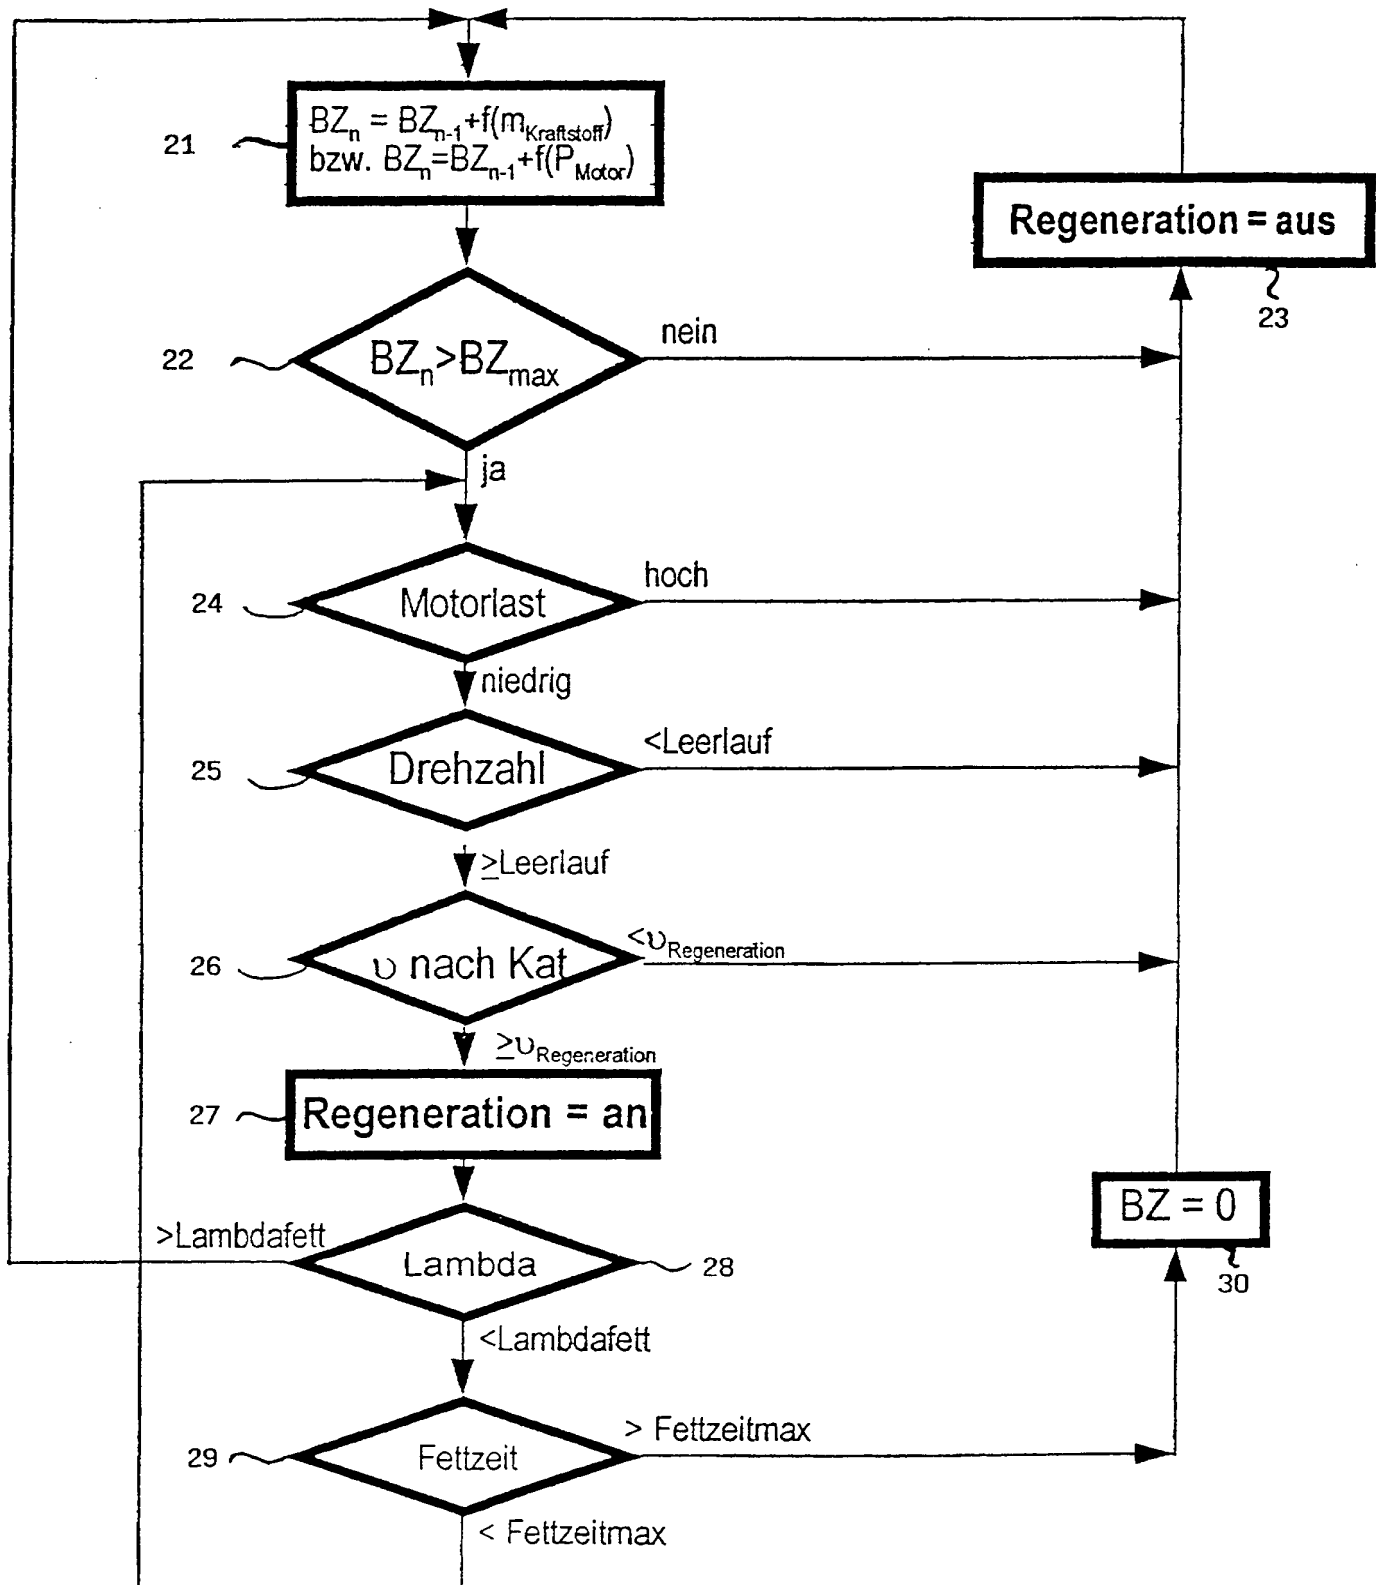 21
BZn = BZn-1+f(mKraftstoff)
bzw. BZn=BZn-1+f(PMotor)
Regeneration = aus
23
22
BZn>BZmax
nein
ja
24
Motorlast
hoch
niedrig
25
Drehzahl
<Leerlauf
≥Leerlauf
26
υ nach Kat
<υRegeneration
≥υRegeneration
27
Regeneration = an
BZ = 0
30
>Lambdafett
Lambda
28
<Lambdafett
29
Fettzeit
> Fettzeitmax
< Fettzeitmax